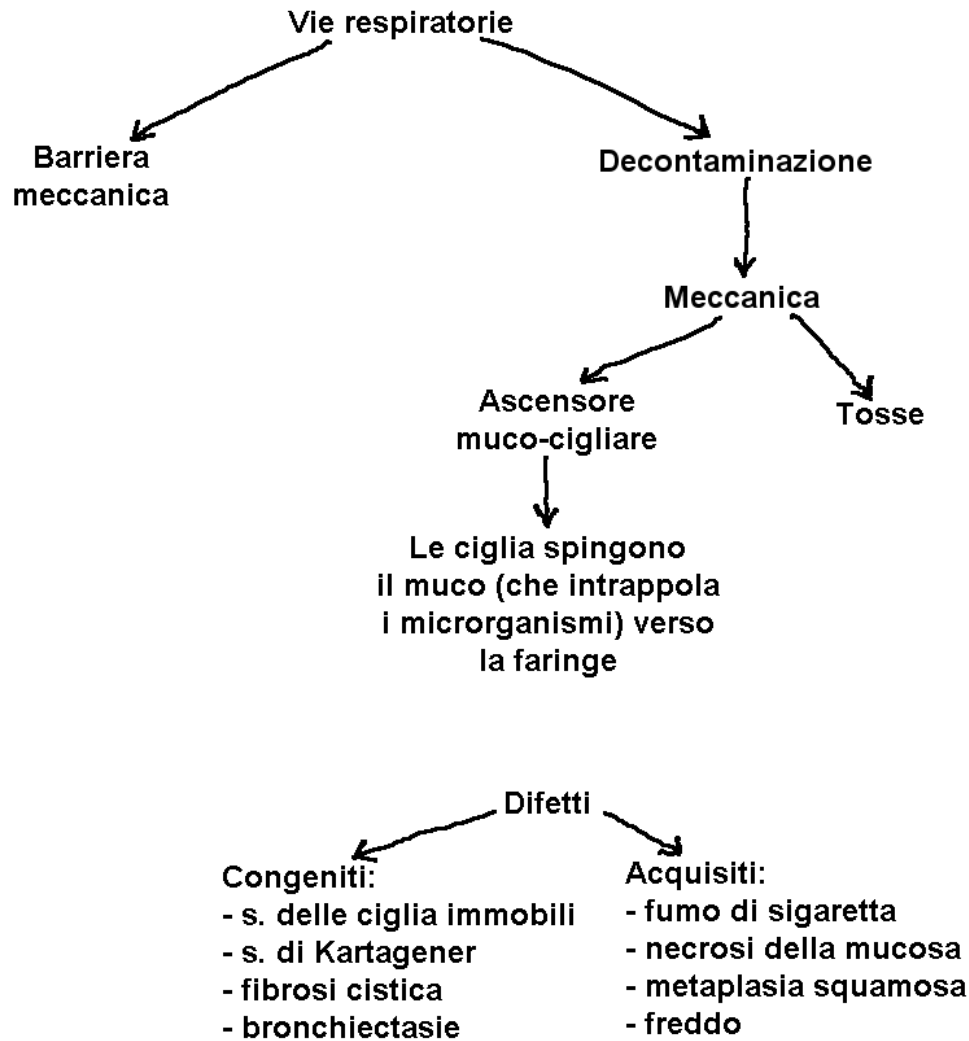 Vie respiratorie
Barriera
meccanica
Decontaminazione
Meccanica
Ascensore
muco-cigliare
Tosse
Le ciglia spingono
il muco (che intrappola
i microrganismi) verso
la faringe
Difetti
Congeniti:
- s. delle ciglia immobili
- s. di Kartagener
- fibrosi cistica
- bronchiectasie
Acquisiti:
- fumo di sigaretta
- necrosi della mucosa
- metaplasia squamosa
- freddo